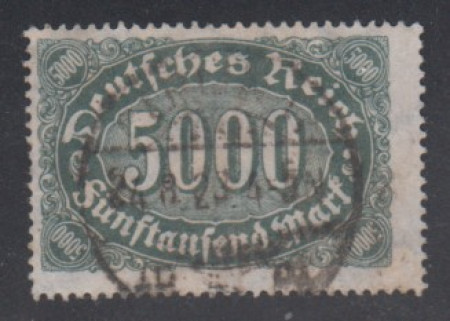 5000 5000
Deutsches Reich
5000
Fünftausend Mark
5000 5000